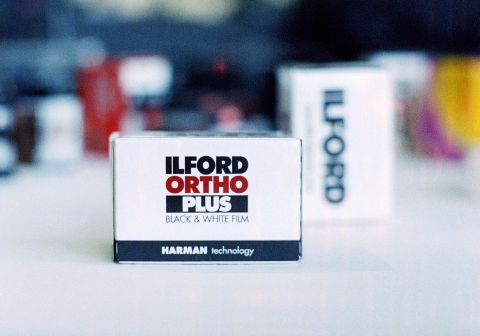 ILFORD
ORTHO
PLUS
BLACK & WHITE FILM
HARMAN technology
ILFORD